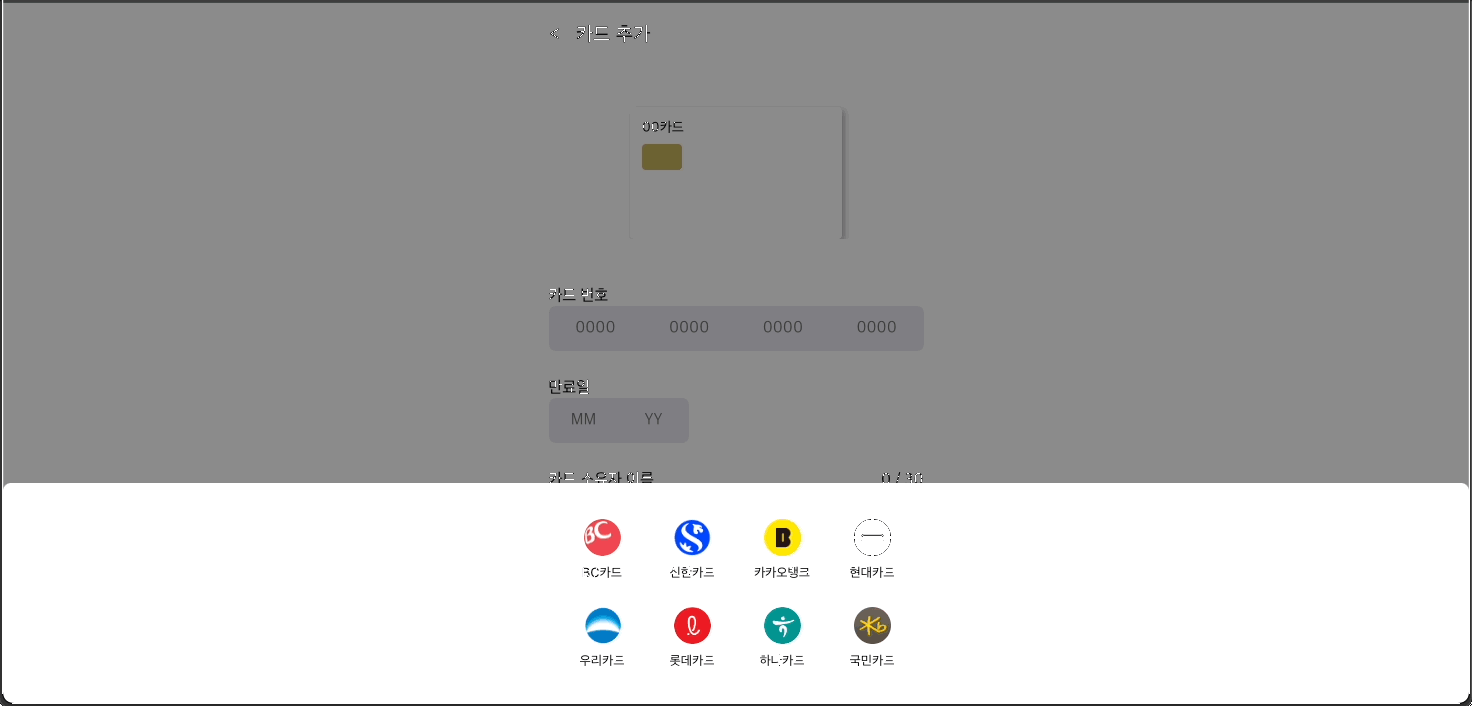 < 카드 추가
00카드
카드 번호
0000 0000 0000 0000
만료일
MM YY
카드 소유자 이름 0 / 30
BC
B
BC카드 신한카드 카카오뱅크 현대카드
우리카드 롯데카드 하나카드 국민카드